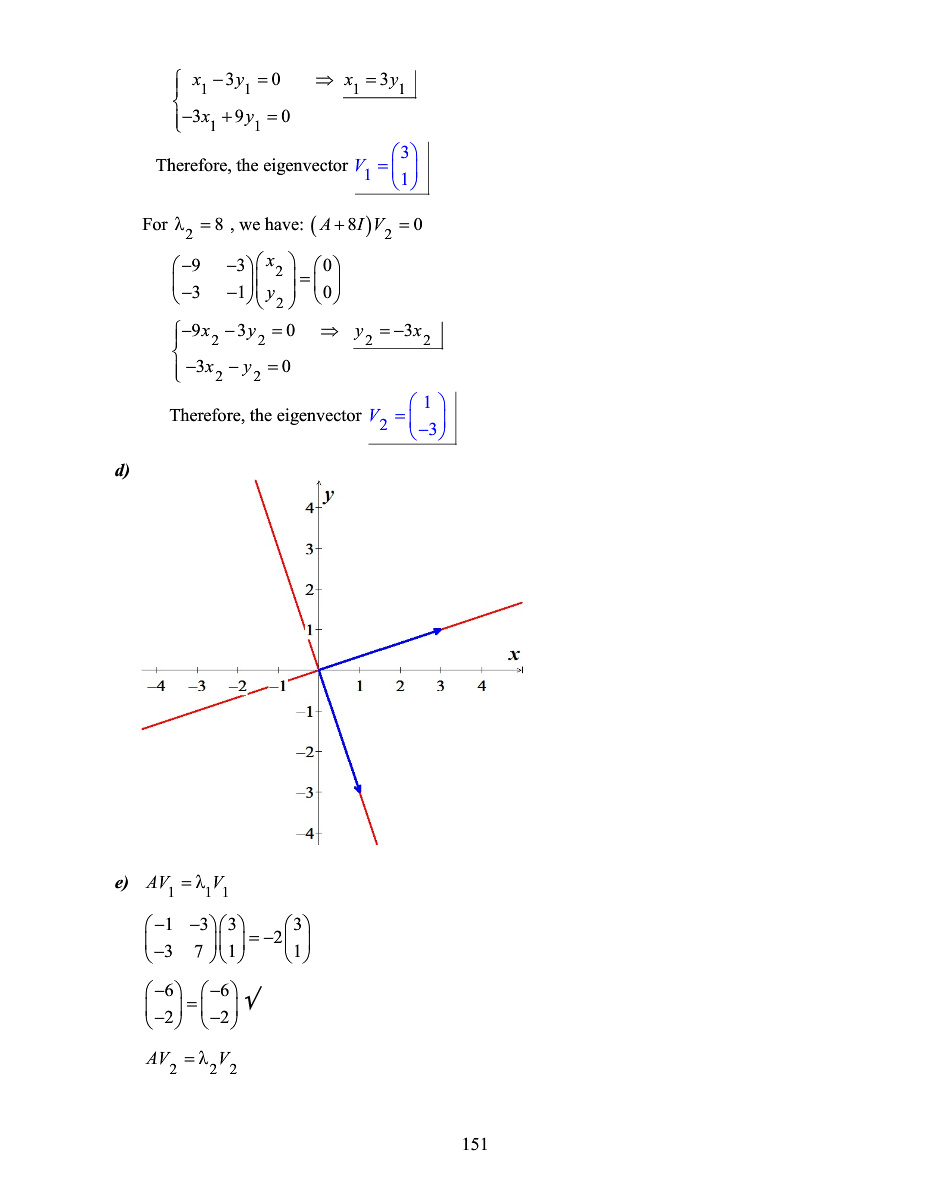 x₁ − 3y₁ = 0 ⇒ x₁ = 3y₁
−3x₁ + 9y₁ = 0
Therefore, the eigenvector V₁ = (3
1)
For λ₂ = 8 , we have: (A + 8I)V₂ = 0
(−9 −3)(x₂) = (0)
(−3 −1)(y₂) (0)
−9x₂ − 3y₂ = 0 ⇒ y₂ = −3x₂
−3x₂ − y₂ = 0
Therefore, the eigenvector V₂ = (1
−3)
d)
y
4
3
2
1
x
−4 −3 −2 −1 1 2 3 4
−1
−2
−3
−4
e) AV₁ = λ₁V₁
(−1 −3)(3) = −2(3)
(−3 7)(1) (1)
(−6) = (−6) √
(−2) (−2)
AV₂ = λ₂V₂
151